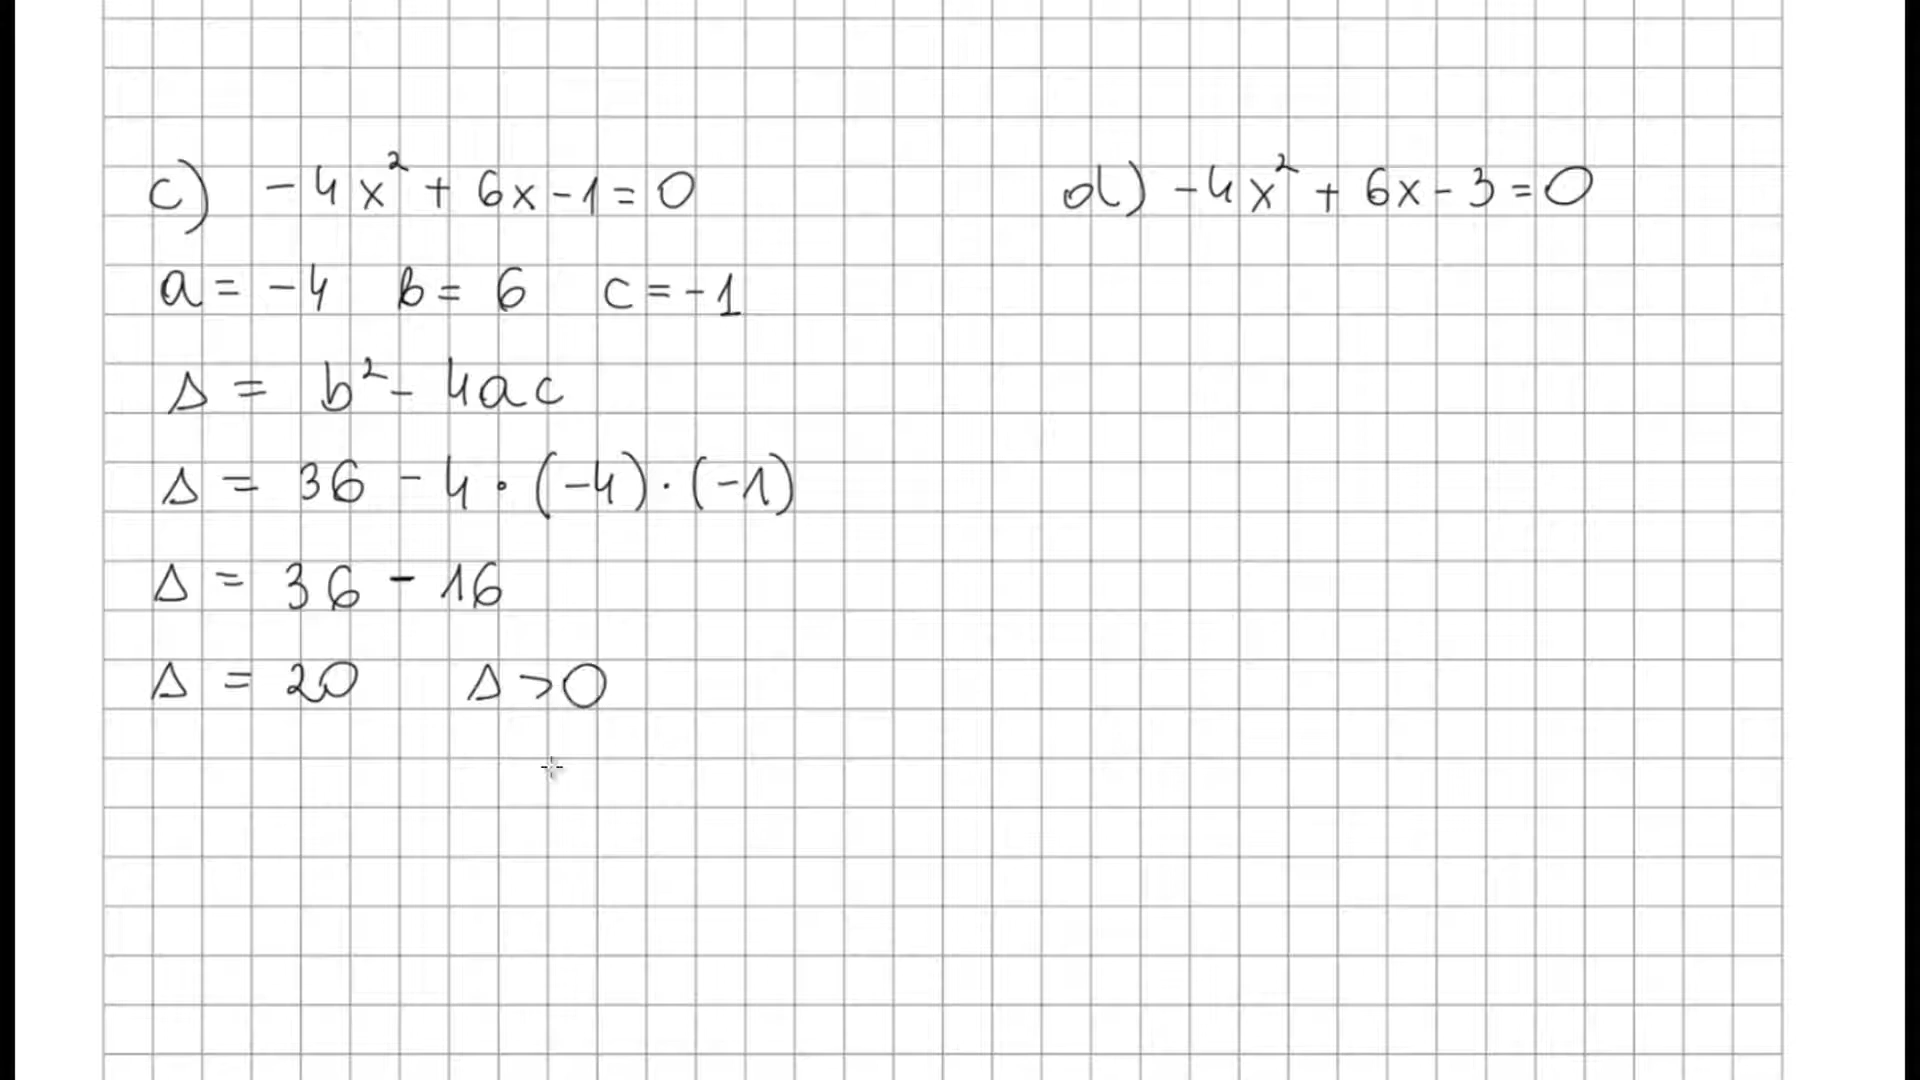 c) -4x² + 6x - 1 = 0
a = -4 b = 6 c = -1
Δ = b² - 4ac
Δ = 36 - 4 · (-4) · (-1)
Δ = 36 - 16
Δ = 20 Δ > 0
d) -4x² + 6x - 3 = 0